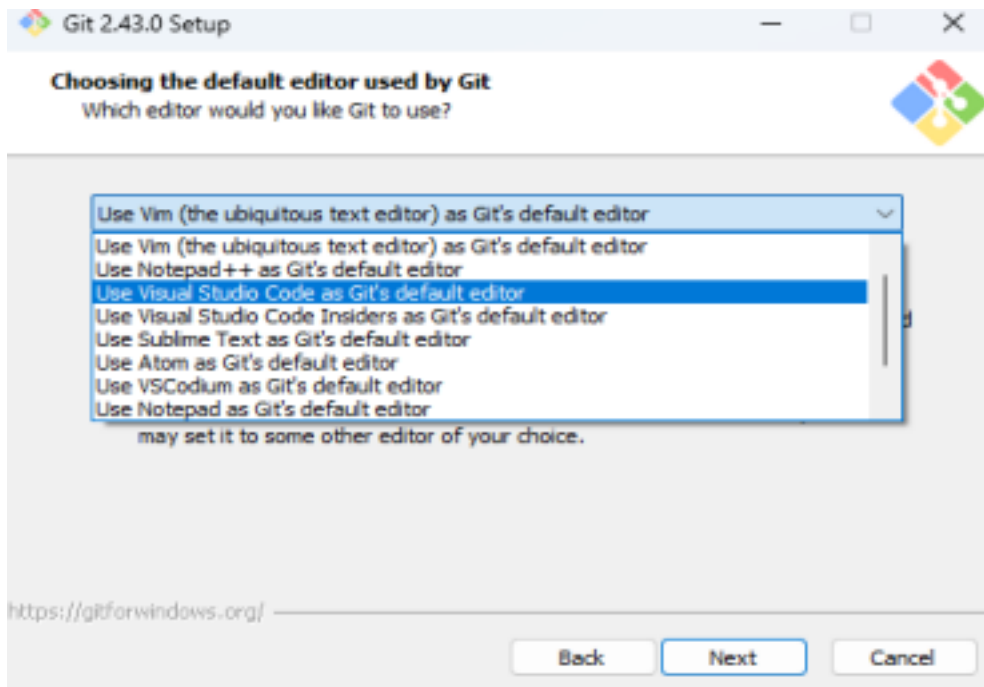 Git 2.43.0 Setup
Choosing the default editor used by Git
Which editor would you like Git to use?
Use Vim (the ubiquitous text editor) as Git's default editor
Use Vim (the ubiquitous text editor) as Git's default editor
Use Notepad++ as Git's default editor
Use Visual Studio Code as Git's default editor
Use Visual Studio Code Insiders as Git's default editor
Use Sublime Text as Git's default editor
Use Atom as Git's default editor
Use VSCodium as Git's default editor
Use Notepad as Git's default editor
may set it to some other editor of your choice.
https://gitforwindows.org/
Back Next Cancel